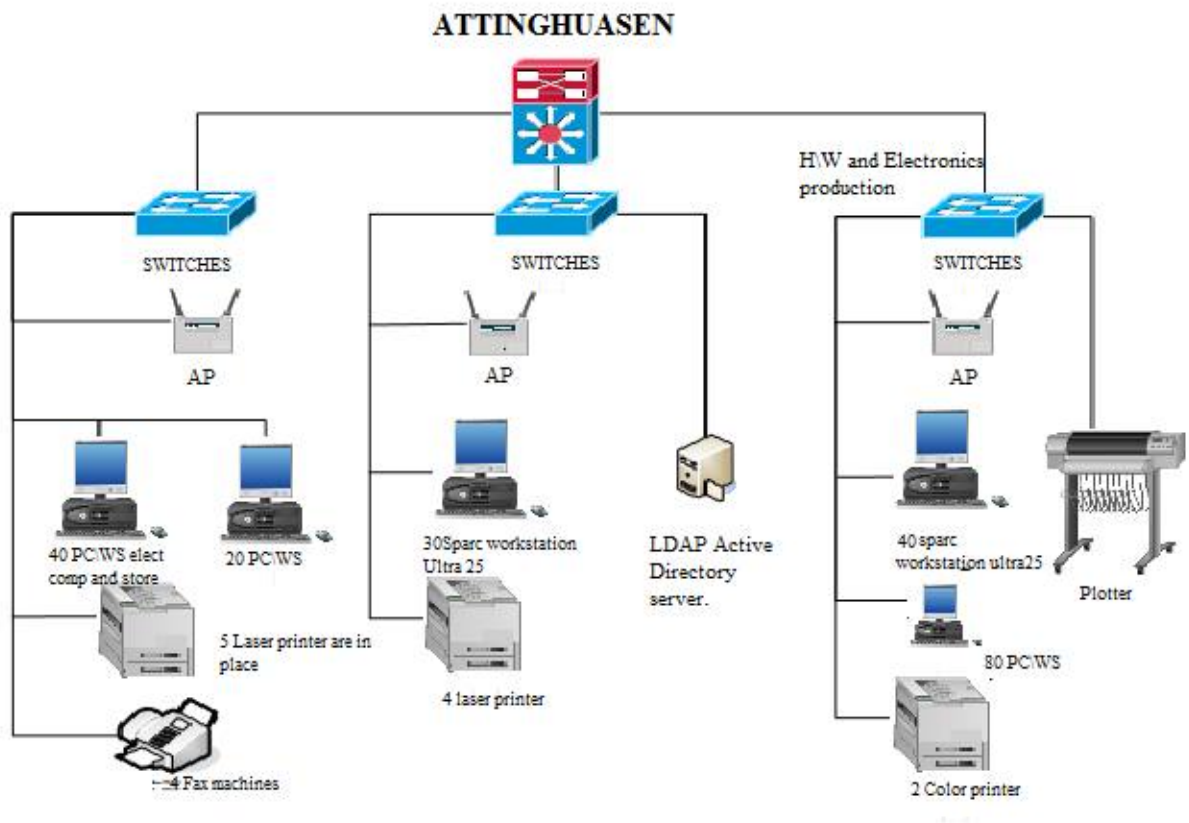 ATTINGHUASEN
H\W and Electronics
production
SWITCHES
SWITCHES
SWITCHES
AP
AP
AP
40 PC\WS elect
comp and store
20 PC\WS
30Sparc workstation
Ultra 25
LDAP Active
Directory
server.
40 sparc
workstation ultra25
Plotter
5 Laser printer are in
place
4 laser printer
80 PC\WS
4 Fax machines
2 Color printer